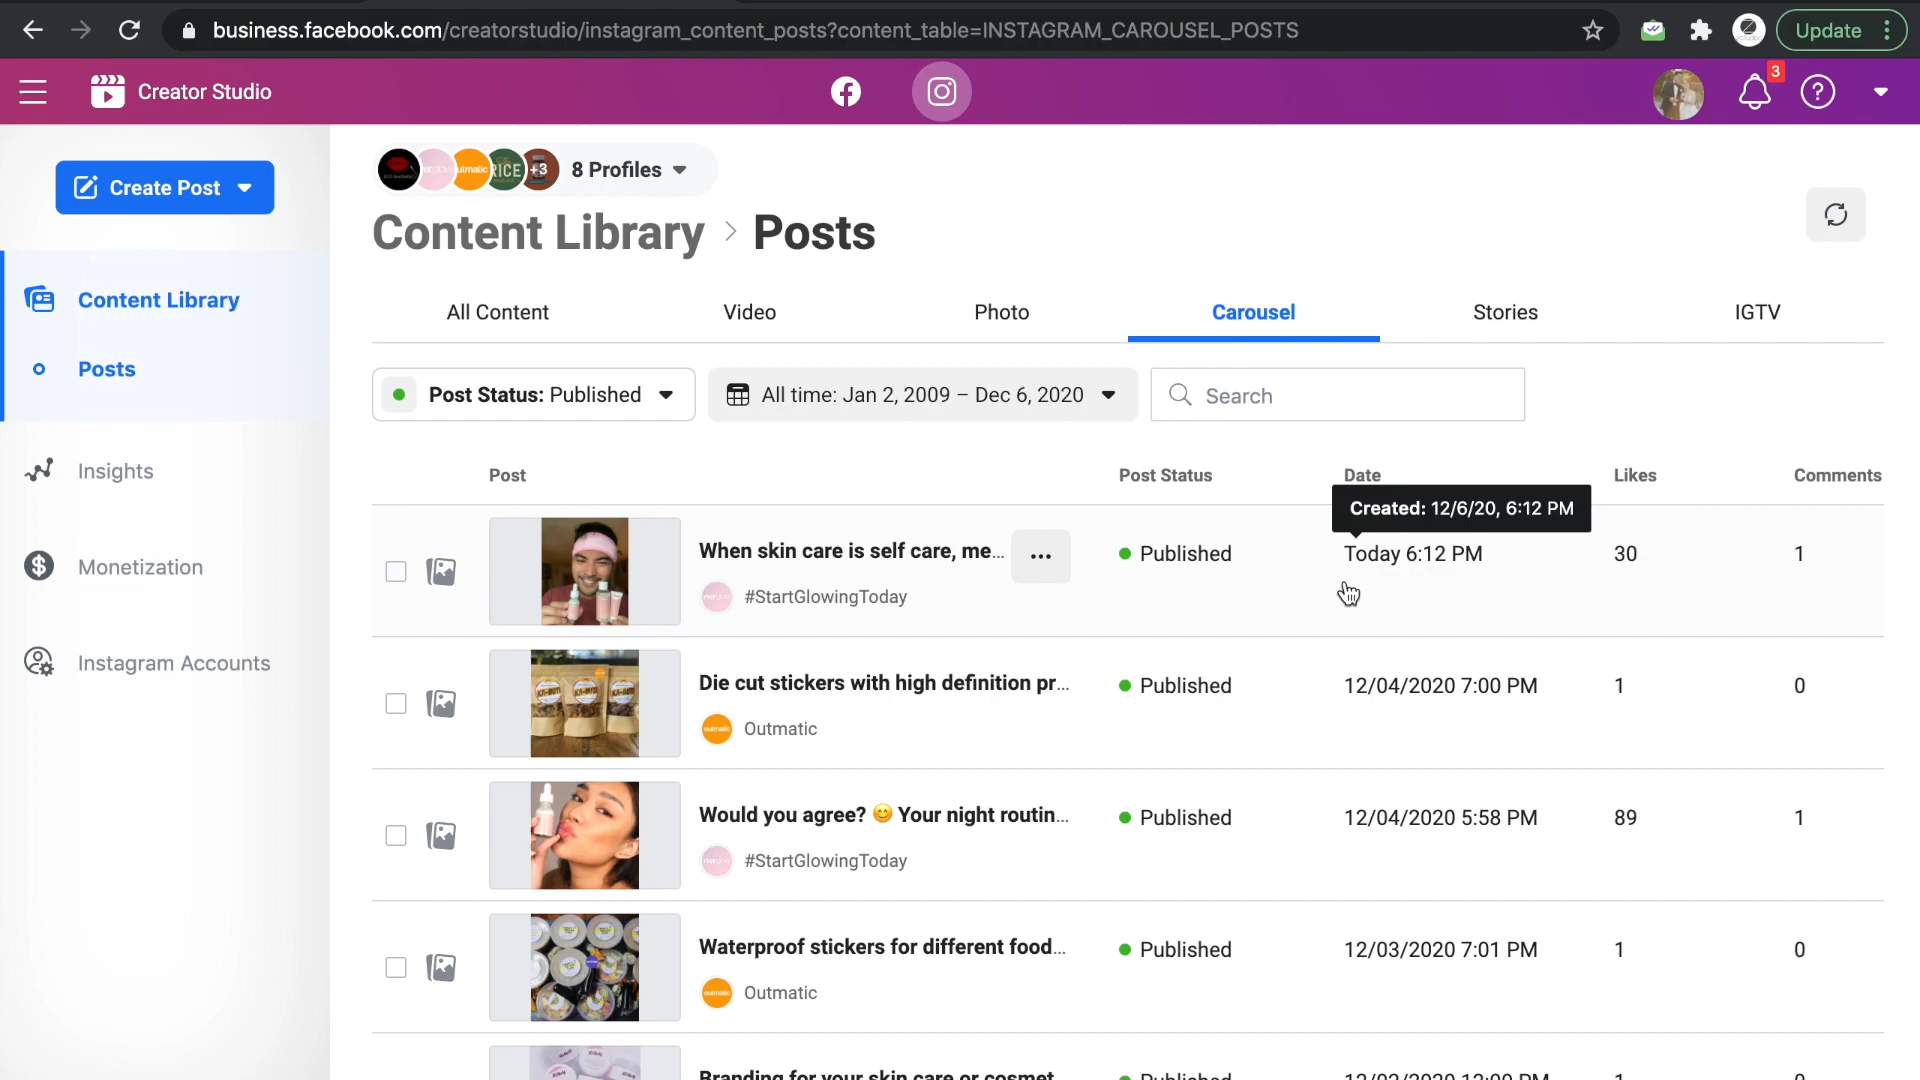 business.facebook.com/creatorstudio/instagram_content_posts?content_table=INSTAGRAM_CAROUSEL_POSTS
Update
Creator Studio
3
?
Create Post
RICE
+3
8 Profiles
Content Library > Posts
Content Library
Posts
Insights
Monetization
Instagram Accounts
All Content
Video
Photo
Carousel
Stories
IGTV
Post Status: Published
All time: Jan 2, 2009 – Dec 6, 2020
Search
Post
Post Status
Date
Likes
Comments
Created: 12/6/20, 6:12 PM
When skin care is self care, me...
...
Published
Today 6:12 PM
30
1
#StartGlowingToday
Die cut stickers with high definition pr...
Published
12/04/2020 7:00 PM
1
0
outmatic
Outmatic
Would you agree? 😊 Your night routin...
Published
12/04/2020 5:58 PM
89
1
#StartGlowingToday
Waterproof stickers for different food...
Published
12/03/2020 7:01 PM
1
0
outmatic
Outmatic
Branding for your skin care or cosmet...
Published
12/02/2020 12:00 PM
1
0